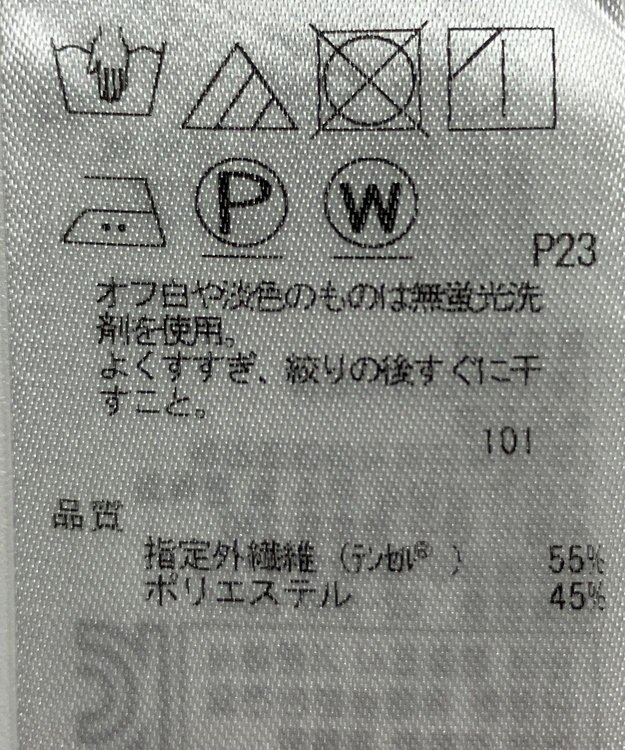 P W
P23
オフ白や淡色のものは無蛍光洗
剤を使用。
よくすすぎ、絞りの後すぐに干
すこと。
101
品質
指定外繊維（ﾃﾝｾﾙ®　） 55%
ポリエステル 45%